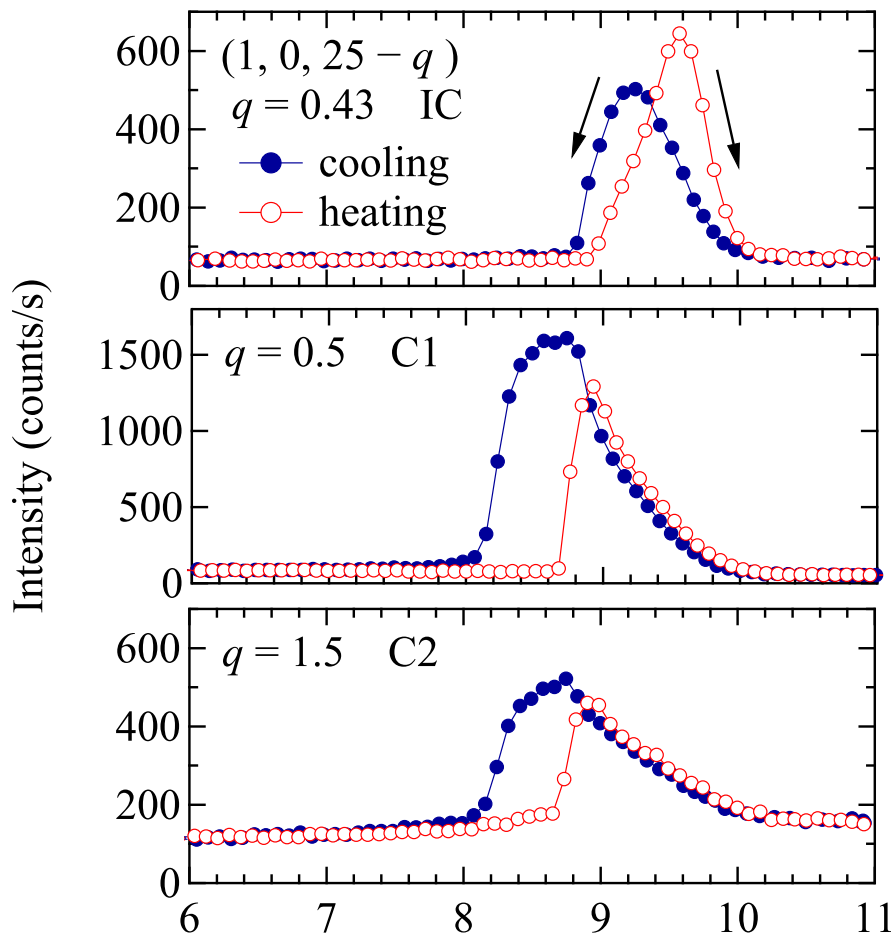 (1, 0, 25 − q )
q = 0.43 IC
cooling
heating
600
400
200
0
Intensity (counts/s)
q = 0.5 C1
1500
1000
500
0
q = 1.5 C2
600
400
200
0
6 7 8 9 10 11